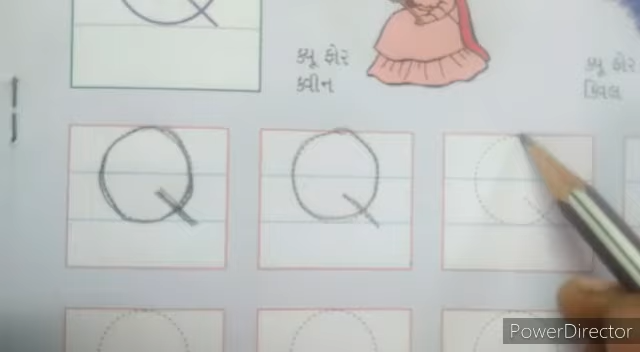 Q
ક્યૂ ફોર
ક્વીન
ક્યૂ ફોર
ક્વિલ
Q Q Q
PowerDirector